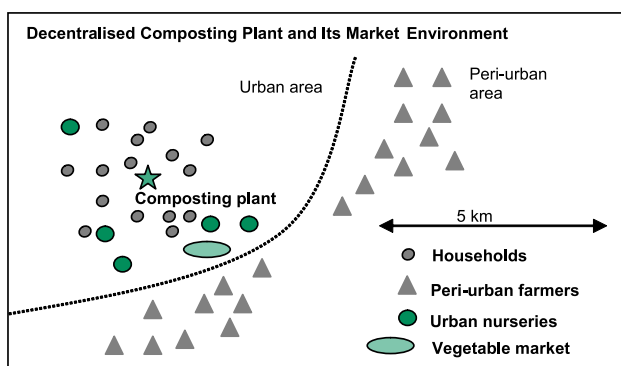 Decentralised Composting Plant and Its Market Environment
Urban area
Peri-urban
area
Composting plant
5 km
Households
Peri-urban farmers
Urban nurseries
Vegetable market